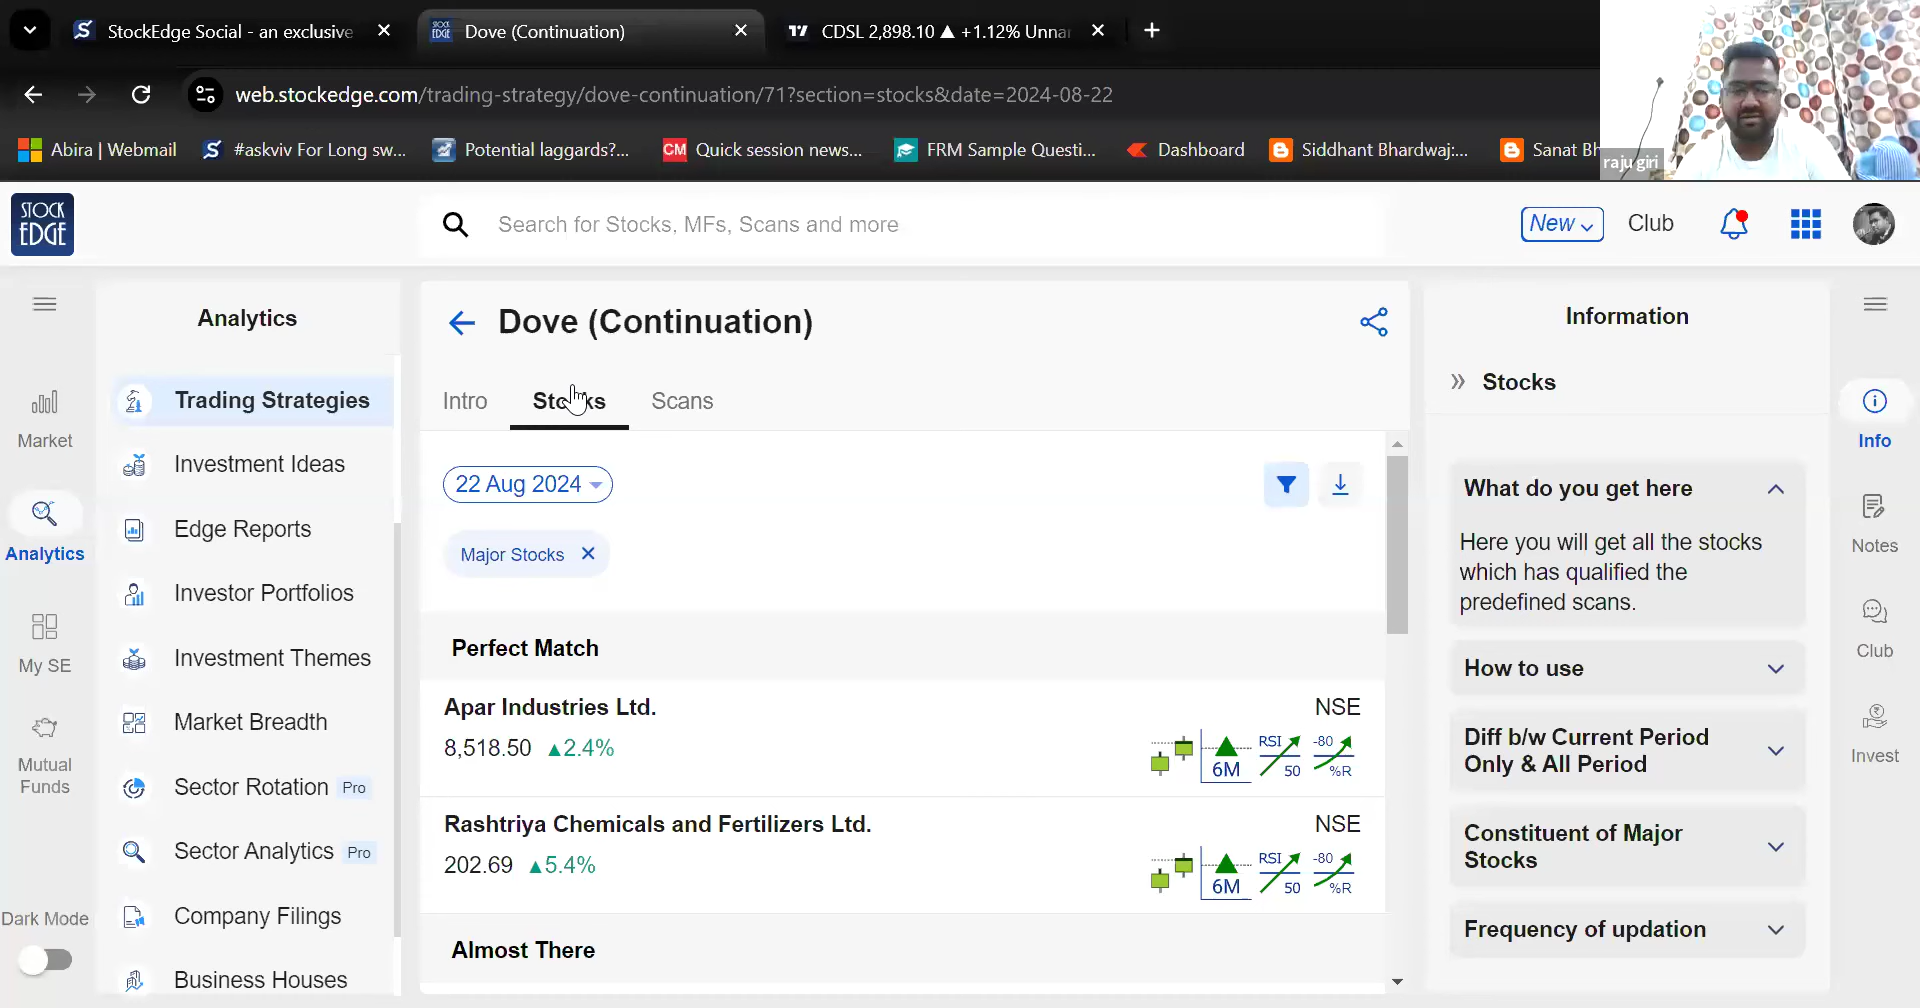 StockEdge Social - an exclusive
STOCK EDGE
Dove (Continuation)
CDSL 2,898.10 ▲ +1.12% Unna
web.stockedge.com/trading-strategy/dove-continuation/71?section=stocks&date=2024-08-22
Abira | Webmail
#askviv For Long sw...
Potential laggards?...
CM
Quick session news...
FRM Sample Questi...
Dashboard
Siddhant Bhardwaj:...
Sanat Bh
raju giri
STOCK
EDGE
Search for Stocks, MFs, Scans and more
New
Club
Market
Analytics
My SE
Mutual
Funds
Dark Mode
Analytics
Trading Strategies
Investment Ideas
Edge Reports
Investor Portfolios
Investment Themes
Market Breadth
Sector Rotation Pro
Sector Analytics Pro
Company Filings
Business Houses
Dove (Continuation)
Intro Stocks Scans
22 Aug 2024
Major Stocks ✕
Perfect Match
Apar Industries Ltd. NSE
8,518.50 ▲2.4%
6M RSI 50 -80 %R
Rashtriya Chemicals and Fertilizers Ltd. NSE
202.69 ▲5.4%
6M RSI 50 -80 %R
Almost There
Information
Stocks
What do you get here
Here you will get all the stocks
which has qualified the
predefined scans.
How to use
Diff b/w Current Period
Only & All Period
Constituent of Major
Stocks
Frequency of updation
Info
Notes
Club
Invest